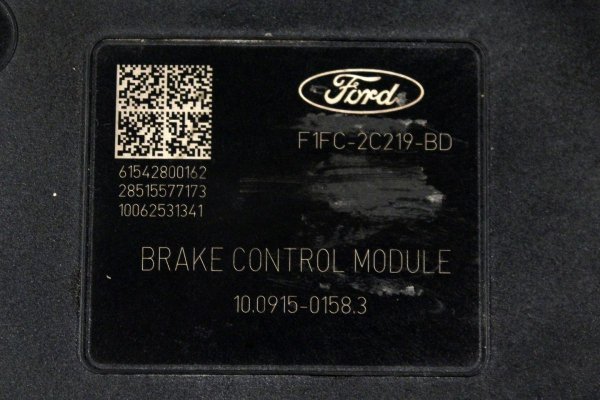 Ford
F1FC-2C219-BD
61542800162
28515577173
10062531341
BRAKE CONTROL MODULE
10.0915-0158.3